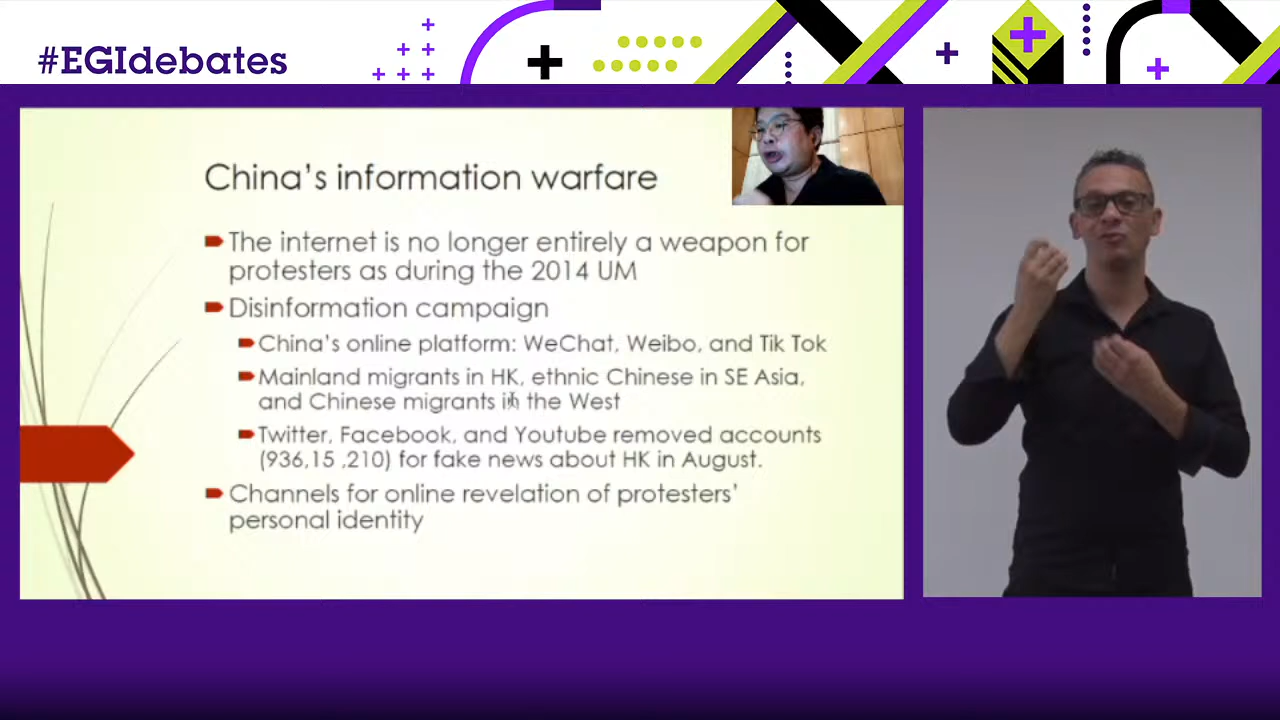 #EGIdebates
China's information warfare
The internet is no longer entirely a weapon for
protesters as during the 2014 UM
Disinformation campaign
China's online platform: WeChat, Weibo, and Tik Tok
Mainland migrants in HK, ethnic Chinese in SE Asia,
and Chinese migrants in the West
Twitter, Facebook, and Youtube removed accounts
(936,15 ,210) for fake news about HK in August.
Channels for online revelation of protesters'
personal identity